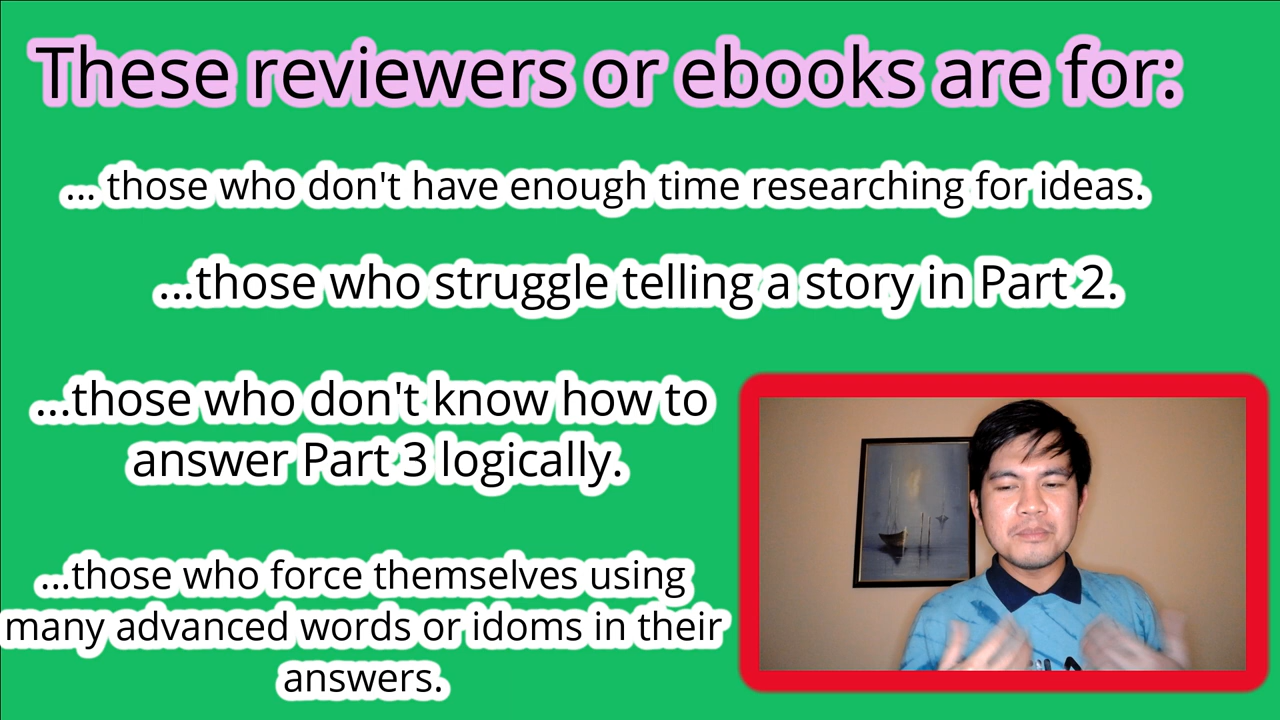 These reviewers or ebooks are for:
... those who don't have enough time researching for ideas.
...those who struggle telling a story in Part 2.
...those who don't know how to
answer Part 3 logically.
...those who force themselves using
many advanced words or idoms in their
answers.